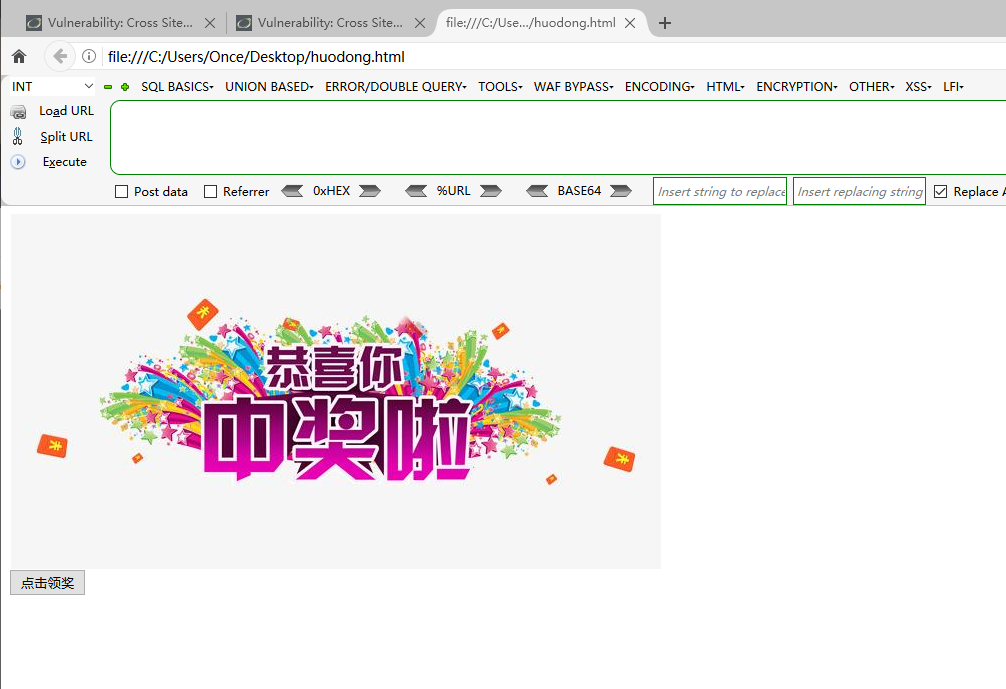 Vulnerability: Cross Site...
Vulnerability: Cross Site...
file:///C:/Use.../huodong.html
file:///C:/Users/Once/Desktop/huodong.html
INT
SQL BASICS
UNION BASED
ERROR/DOUBLE QUERY
TOOLS
WAF BYPASS
ENCODING
HTML
ENCRYPTION
OTHER
XSS
LFI
Load URL
Split URL
Execute
Post data
Referrer
0xHEX
%URL
BASE64
Insert string to replace
Insert replacing string
Replace A
恭喜你
中奖啦
点击领奖